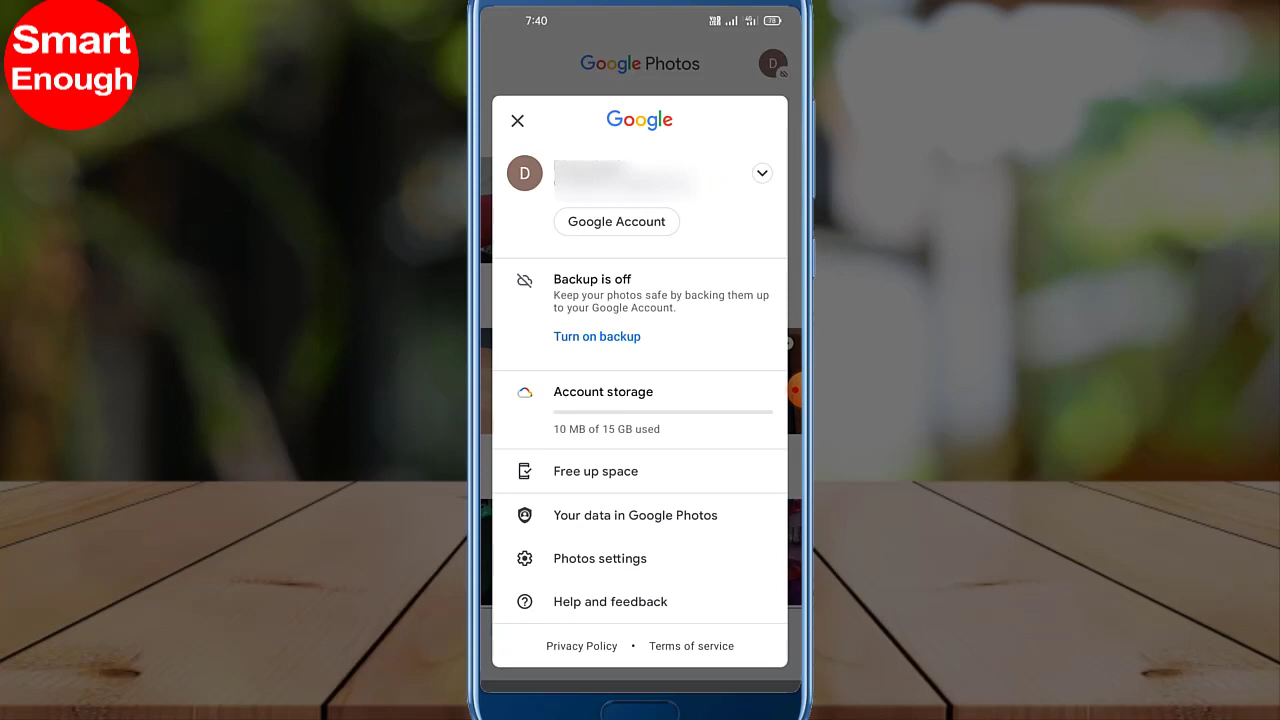 Smart
Enough
7:40
78
Google Photos
D
Google
D
Google Account
Backup is off
Keep your photos safe by backing them up
to your Google Account.
Turn on backup
Account storage
10 MB of 15 GB used
Free up space
Your data in Google Photos
Photos settings
Help and feedback
Privacy Policy • Terms of service